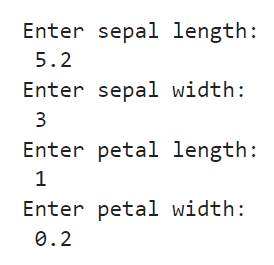 Enter sepal length:
5.2
Enter sepal width:
3
Enter petal length:
1
Enter petal width:
0.2